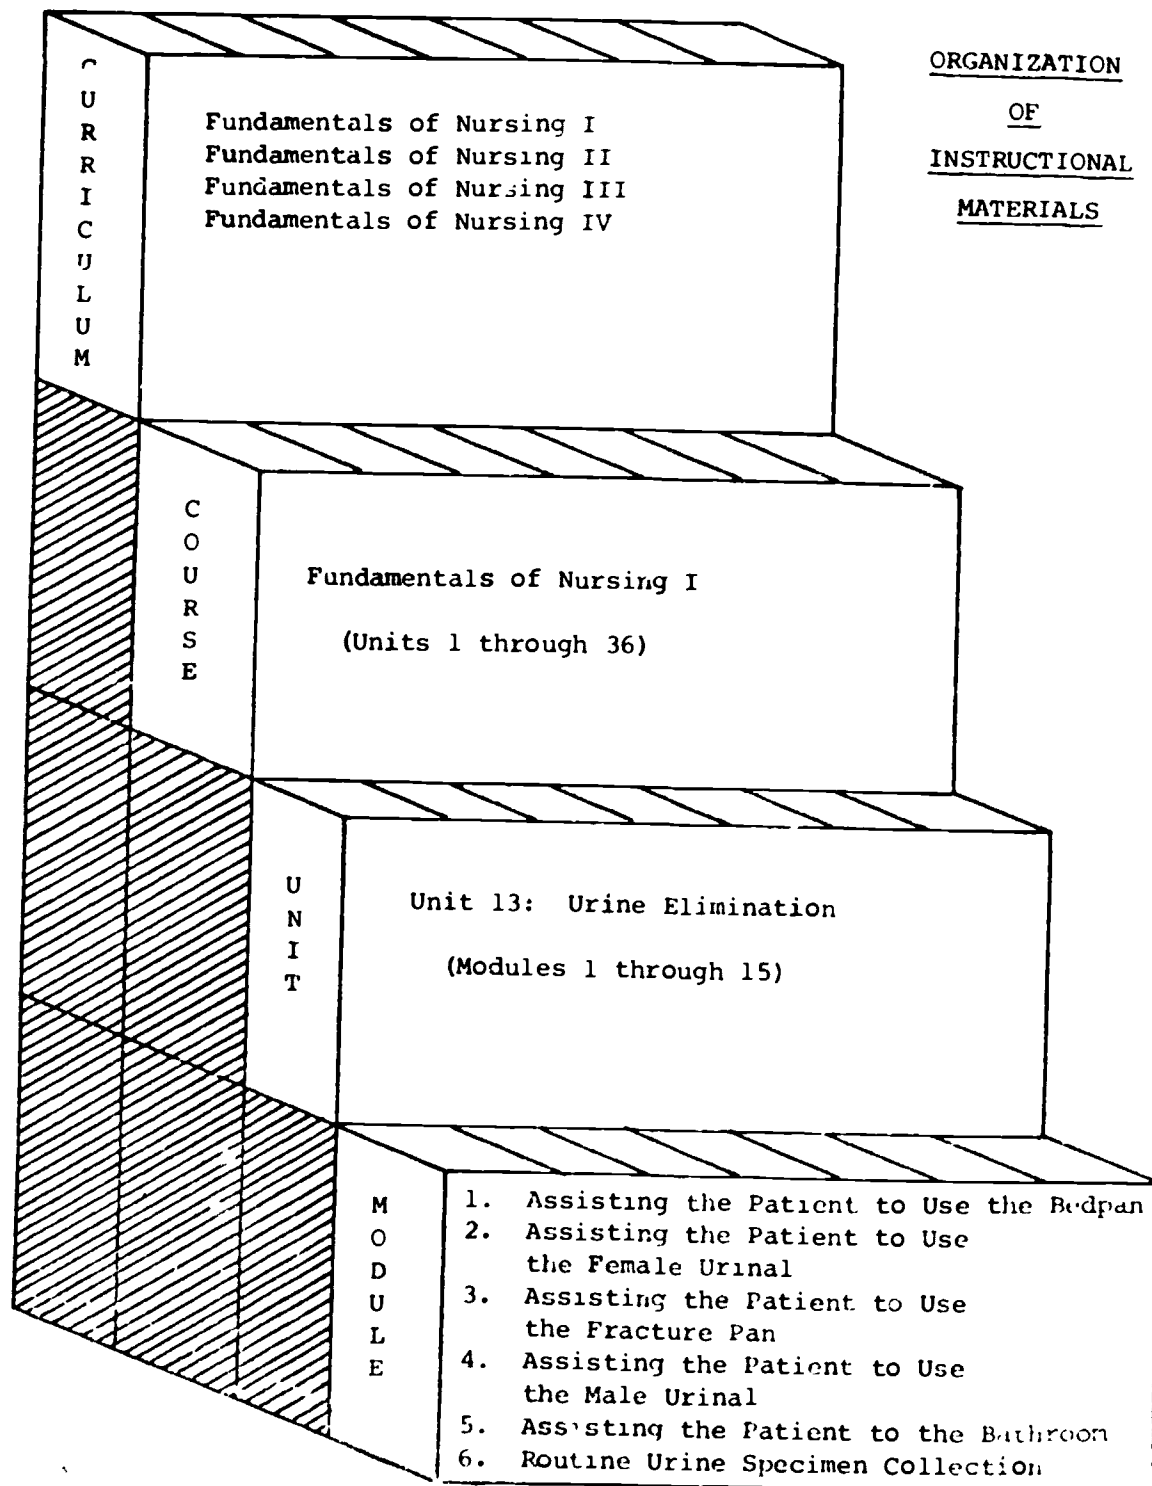 ORGANIZATION
OF
INSTRUCTIONAL
MATERIALS
CURRICULUM
Fundamentals of Nursing I
Fundamentals of Nursing II
Fundamentals of Nursing III
Fundamentals of Nursing IV
COURSE
Fundamentals of Nursing I
(Units 1 through 36)
UNIT
Unit 13: Urine Elimination
(Modules 1 through 15)
MODULE
1. Assisting the Patient to Use the Bedpan
2. Assisting the Patient to Use
the Female Urinal
3. Assisting the Patient to Use
the Fracture Pan
4. Assisting the Patient to Use
the Male Urinal
5. Assisting the Patient to the Bathroom
6. Routine Urine Specimen Collection